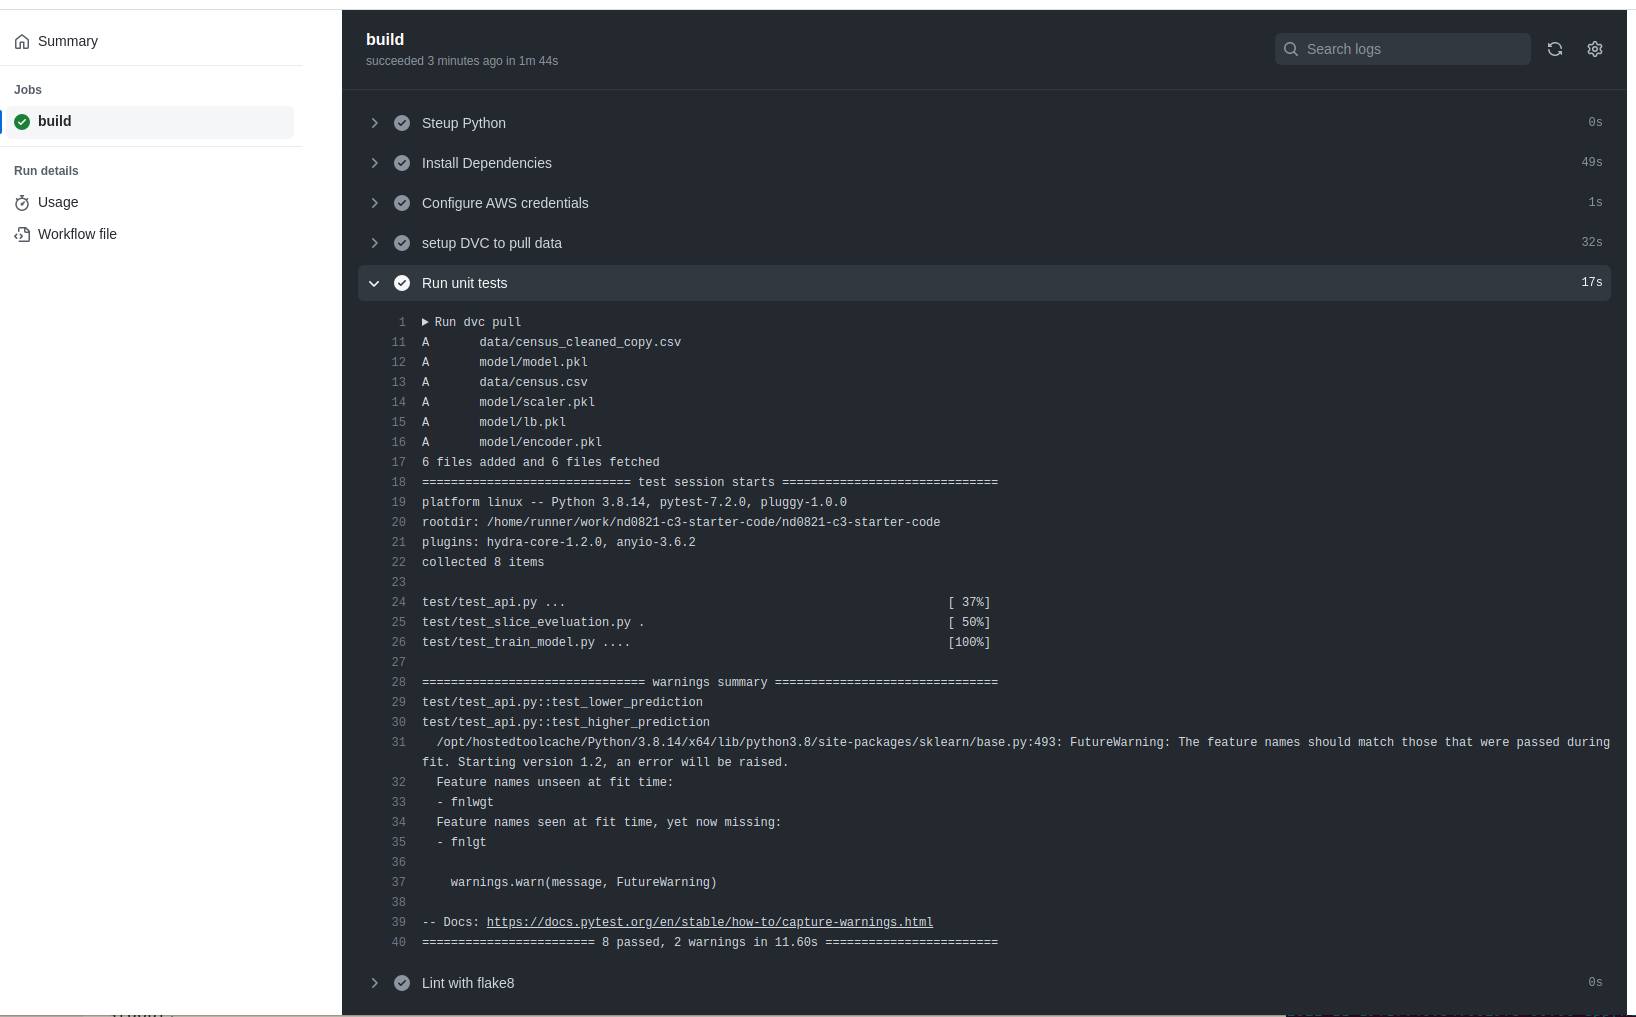 Summary
Jobs
build
Run details
Usage
Workflow file
build
succeeded 3 minutes ago in 1m 44s
Search logs
Steup Python 0s
Install Dependencies 49s
Configure AWS credentials 1s
setup DVC to pull data 32s
Run unit tests 17s
1 Run dvc pull
11 A data/census_cleaned_copy.csv
12 A model/model.pkl
13 A data/census.csv
14 A model/scaler.pkl
15 A model/lb.pkl
16 A model/encoder.pkl
17 6 files added and 6 files fetched
18 ============================= test session starts ==============================
19 platform linux -- Python 3.8.14, pytest-7.2.0, pluggy-1.0.0
20 rootdir: /home/runner/work/nd0821-c3-starter-code/nd0821-c3-starter-code
21 plugins: hydra-core-1.2.0, anyio-3.6.2
22 collected 8 items
23
24 test/test_api.py ... [ 37%]
25 test/test_slice_eveluation.py . [ 50%]
26 test/test_train_model.py .... [100%]
27
28 =============================== warnings summary ===============================
29 test/test_api.py::test_lower_prediction
30 test/test_api.py::test_higher_prediction
31 /opt/hostedtoolcache/Python/3.8.14/x64/lib/python3.8/site-packages/sklearn/base.py:493: FutureWarning: The feature names should match those that were passed during
fit. Starting version 1.2, an error will be raised.
32 Feature names unseen at fit time:
33 - fnlwgt
34 Feature names seen at fit time, yet now missing:
35 - fnlgt
36
37 warnings.warn(message, FutureWarning)
38
39 -- Docs: https://docs.pytest.org/en/stable/how-to/capture-warnings.html
40 ======================== 8 passed, 2 warnings in 11.60s ========================
Lint with flake8 0s